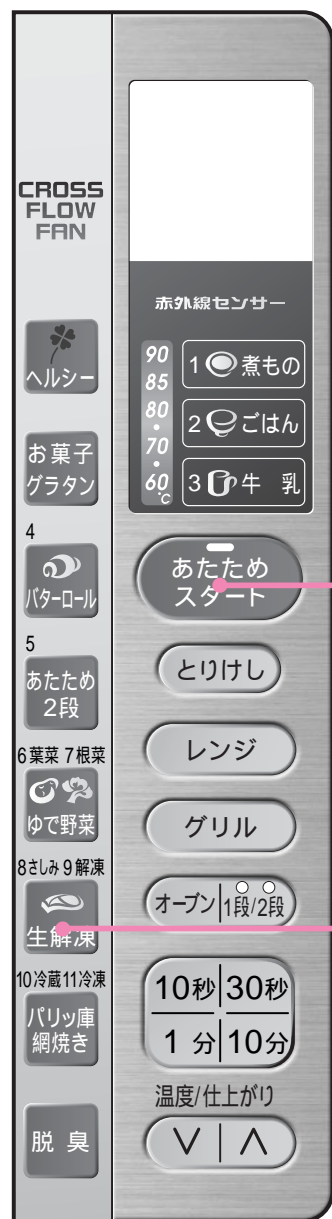 CROSS
FLOW
FAN
赤外線センサー
90
85
80
・
70
・
60
℃
1 煮もの
2 ごはん
3 牛 乳
ヘルシー
お菓子
グラタン
4
バターロール
5
あたため
2段
6葉菜 7根菜
ゆで野菜
8さしみ 9解凍
生解凍
10冷蔵11冷凍
パリッ庫
網焼き
脱 臭
あたため
スタート
とりけし
レンジ
グリル
オーブン 1段/2段
10秒 30秒
1 分 10分
温度/仕上がり
∨ ∧